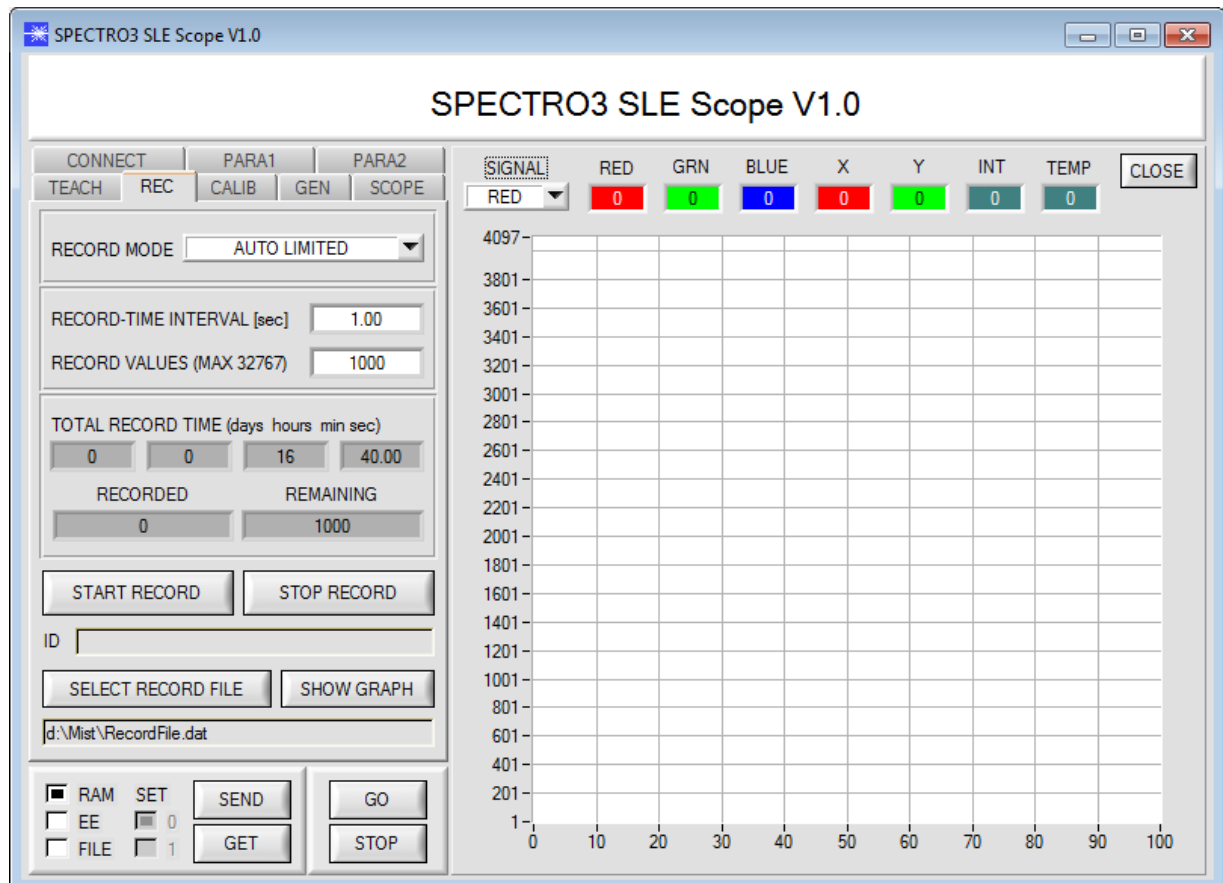 SPECTRO3 SLE Scope V1.0
SPECTRO3 SLE Scope V1.0
CONNECT PARA1 PARA2
TEACH REC CALIB GEN SCOPE
RECORD MODE AUTO LIMITED
RECORD-TIME INTERVAL [sec] 1.00
RECORD VALUES (MAX 32767) 1000
TOTAL RECORD TIME (days hours min sec)
0 0 16 40.00
RECORDED REMAINING
0 1000
START RECORD STOP RECORD
ID
SELECT RECORD FILE SHOW GRAPH
d:\Mist\RecordFile.dat
RAM SET SEND GO
EE 0
FILE 1 GET STOP
SIGNAL RED GRN BLUE X Y INT TEMP CLOSE
RED 0 0 0 0 0 0 0
4097
3801
3601
3401
3201
3001
2801
2601
2401
2201
2001
1801
1601
1401
1201
1001
801
601
401
201
1
0 10 20 30 40 50 60 70 80 90 100